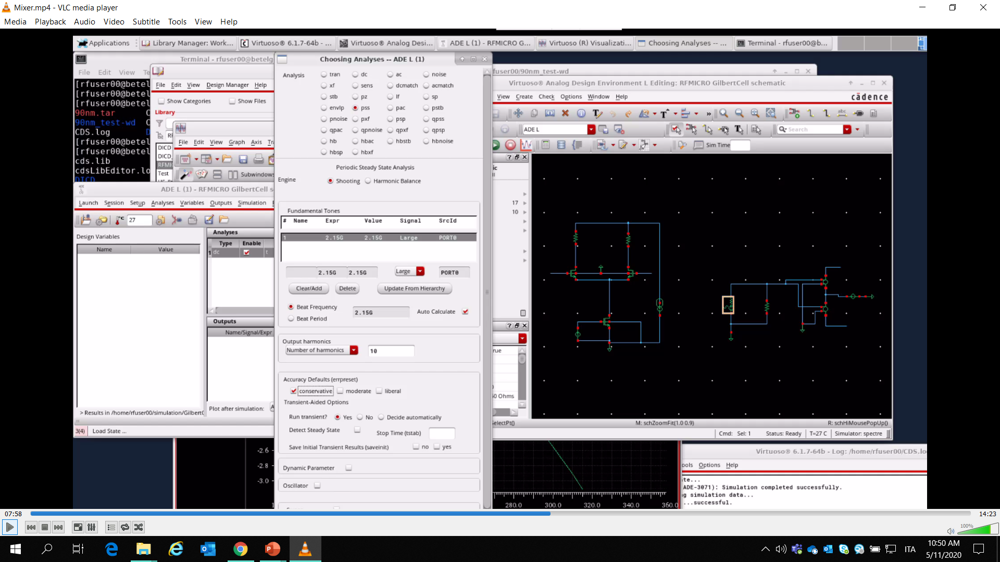 Mixer.mp4 - VLC media player
Media Playback Audio Video Subtitle Tools View Help
Applications Library Manager: Work... Virtuoso® 6.1.7-64b - ... Virtuoso® Analog Desi... ADE L (1) - RFMICRO G... Virtuoso (R) Visualizati... Choosing Analyses -- ... Terminal - rfuser00@b...
Terminal - rfuser00@betelg
File Edit View Te
[rfuser00@betel
[rfuser00@betel
[rfuser00@betel
90nm.tar C
90nm_test-wd C
CDS.log D
[rfuser00@betel
[rfuser00@betel
cds.lib
cdsLibEditor.lo
DICD
File Edit View Design Manager Help
Show Categories Show Files
Library
RF
DICD
DICD_
RFMIC
Test
File Edit View Graph Axis Tra
Subwindows
ADE L (1) - RFMICRO GilbertCell s
Launch Session Setup Analyses Variables Outputs Simulation
27
Design Variables
Name Value
Analyses
Type Enable
1 dc t
Outputs
Name/Signal/Expr
Plot after simulation: A
> Results in /home/rfuser00/simulation/GilbertC
3(4) Load State ...
Choosing Analyses -- ADE L (1)
Analysis
tran dc ac noise
xf sens dcmatch acmatch
stb pz lf sp
envlp pss pac pstb
pnoise pxf psp qpss
qpac qpnoise qpxf qpsp
hb hbac hbstb hbnoise
hbsp hbxf
Periodic Steady State Analysis
Engine Shooting Harmonic Balance
Fundamental Tones
# Name Expr Value Signal SrcId
1 2.15G 2.15G Large PORT0
2.15G 2.15G Large PORT0
Clear/Add Delete Update From Hierarchy
Beat Frequency
Beat Period
2.15G Auto Calculate
Output harmonics
Number of harmonics 10
Accuracy Defaults (errpreset)
conservative moderate liberal
Transient-Aided Options
Run transient? Yes No Decide automatically
Detect Steady State Stop Time (tstab)
Save Initial Transient Results (saveinit) no yes
Dynamic Parameter
Oscillator
fuser00/90nm_test-wd
Virtuoso® Analog Design Environment L Editing: RFMICRO GilbertCell schematic
View Create Check Options Window Help
cādence
ADE L
Search
Sim Time
ic
17
10
rue
50 Ohms
electPt() M: schZoomFit(1.0 0.9) R: schHiMousePopUp()
Cmd: Sel: 1 Status: Ready T=27 C Simulator: spectre
-2.6
-2.8
-3.0
280.0 300.0 320.0 340.0 360.0
Virtuoso® 6.1.7-64b - Log: /home/rfuser00/CDS.lo
ools Options Help
te...
ADE-3071): Simulation completed successfully.
g simulation data...
...successful.
07:58 14:23
100%
ITA
10:50 AM
5/11/2020